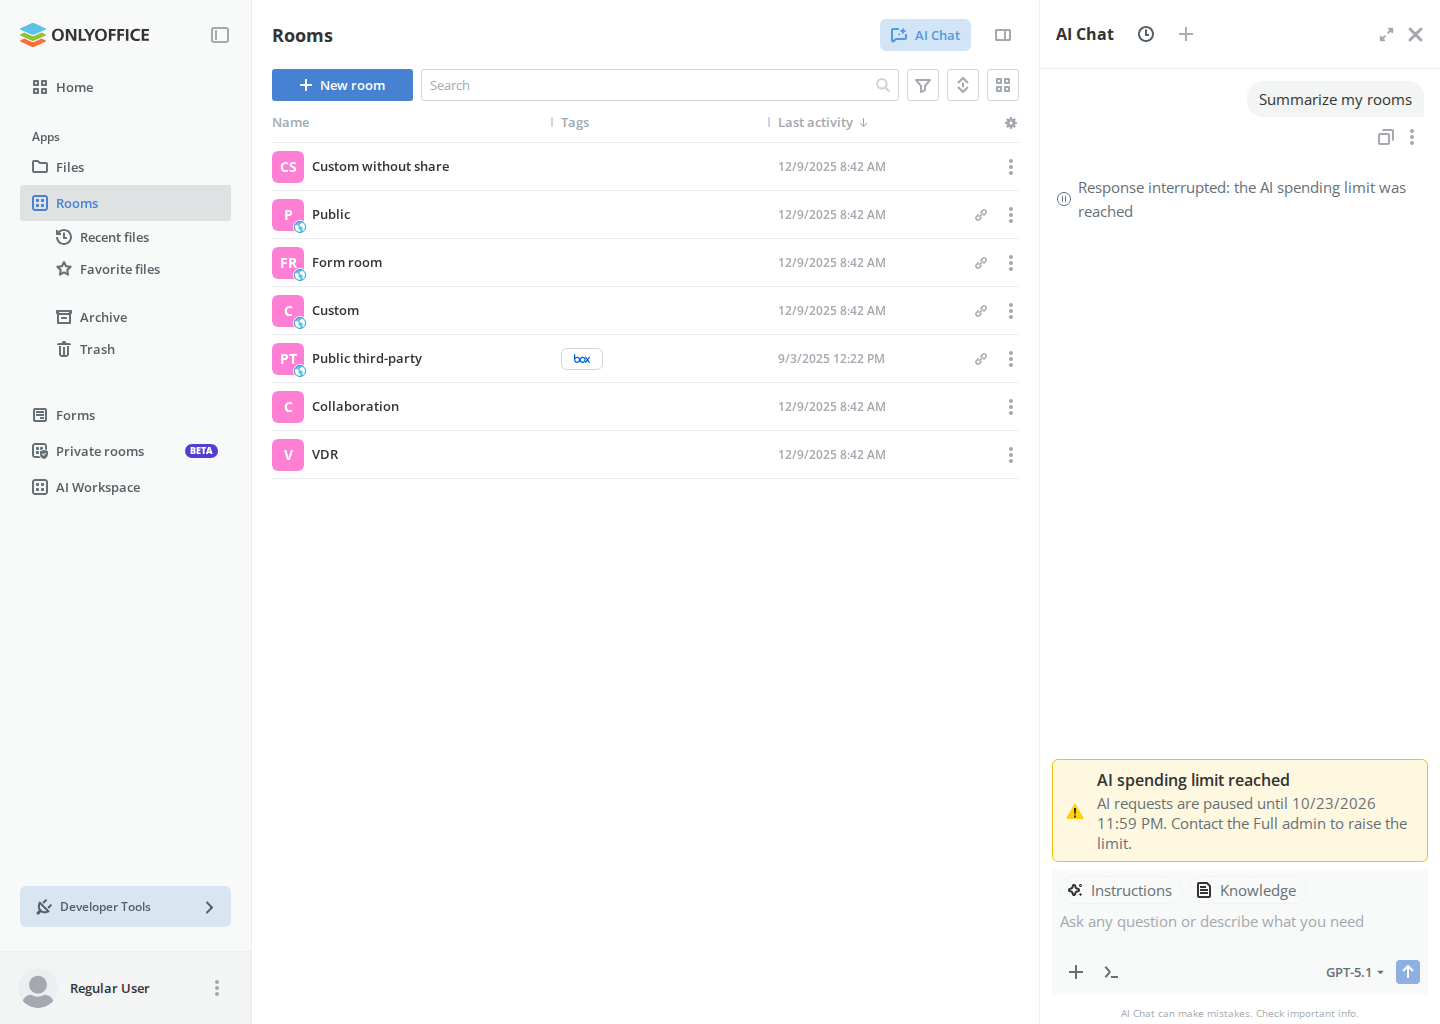 ONLYOFFICE
Home
Apps
Files
Rooms
Recent files
Favorite files
Archive
Trash
Forms
Private rooms BETA
AI Workspace
Developer Tools
Regular User
Rooms
AI Chat
New room
Search
Name Tags Last activity
CS Custom without share 12/9/2025 8:42 AM
P Public 12/9/2025 8:42 AM
FR Form room 12/9/2025 8:42 AM
C Custom 12/9/2025 8:42 AM
PT Public third-party box 9/3/2025 12:22 PM
C Collaboration 12/9/2025 8:42 AM
V VDR 12/9/2025 8:42 AM
AI Chat
Summarize my rooms
Response interrupted: the AI spending limit was
reached
AI spending limit reached
AI requests are paused until 10/23/2026
11:59 PM. Contact the Full admin to raise the
limit.
Instructions Knowledge
Ask any question or describe what you need
GPT-5.1
AI Chat can make mistakes. Check important info.